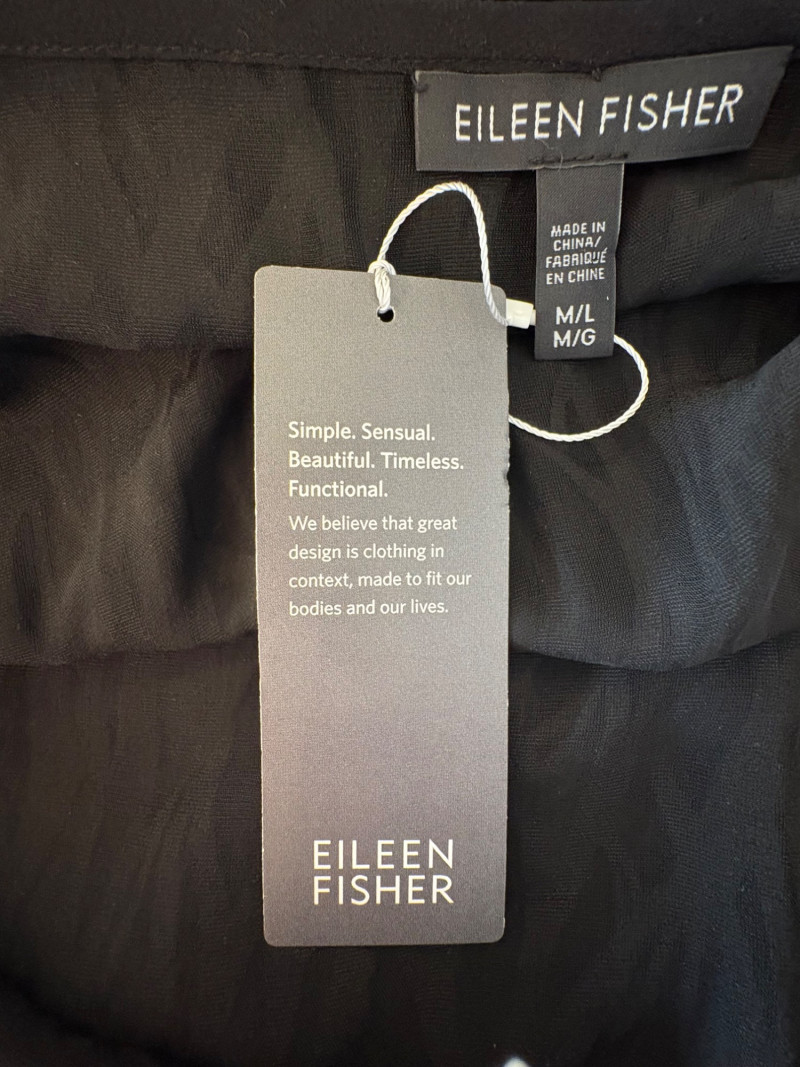 EILEEN FISHER
MADE IN
CHINA/
FABRIQUÉ
EN CHINE
M/L
M/G
Simple. Sensual.
Beautiful. Timeless.
Functional.
We believe that great
design is clothing in
context, made to fit our
bodies and our lives.
EILEEN
FISHER